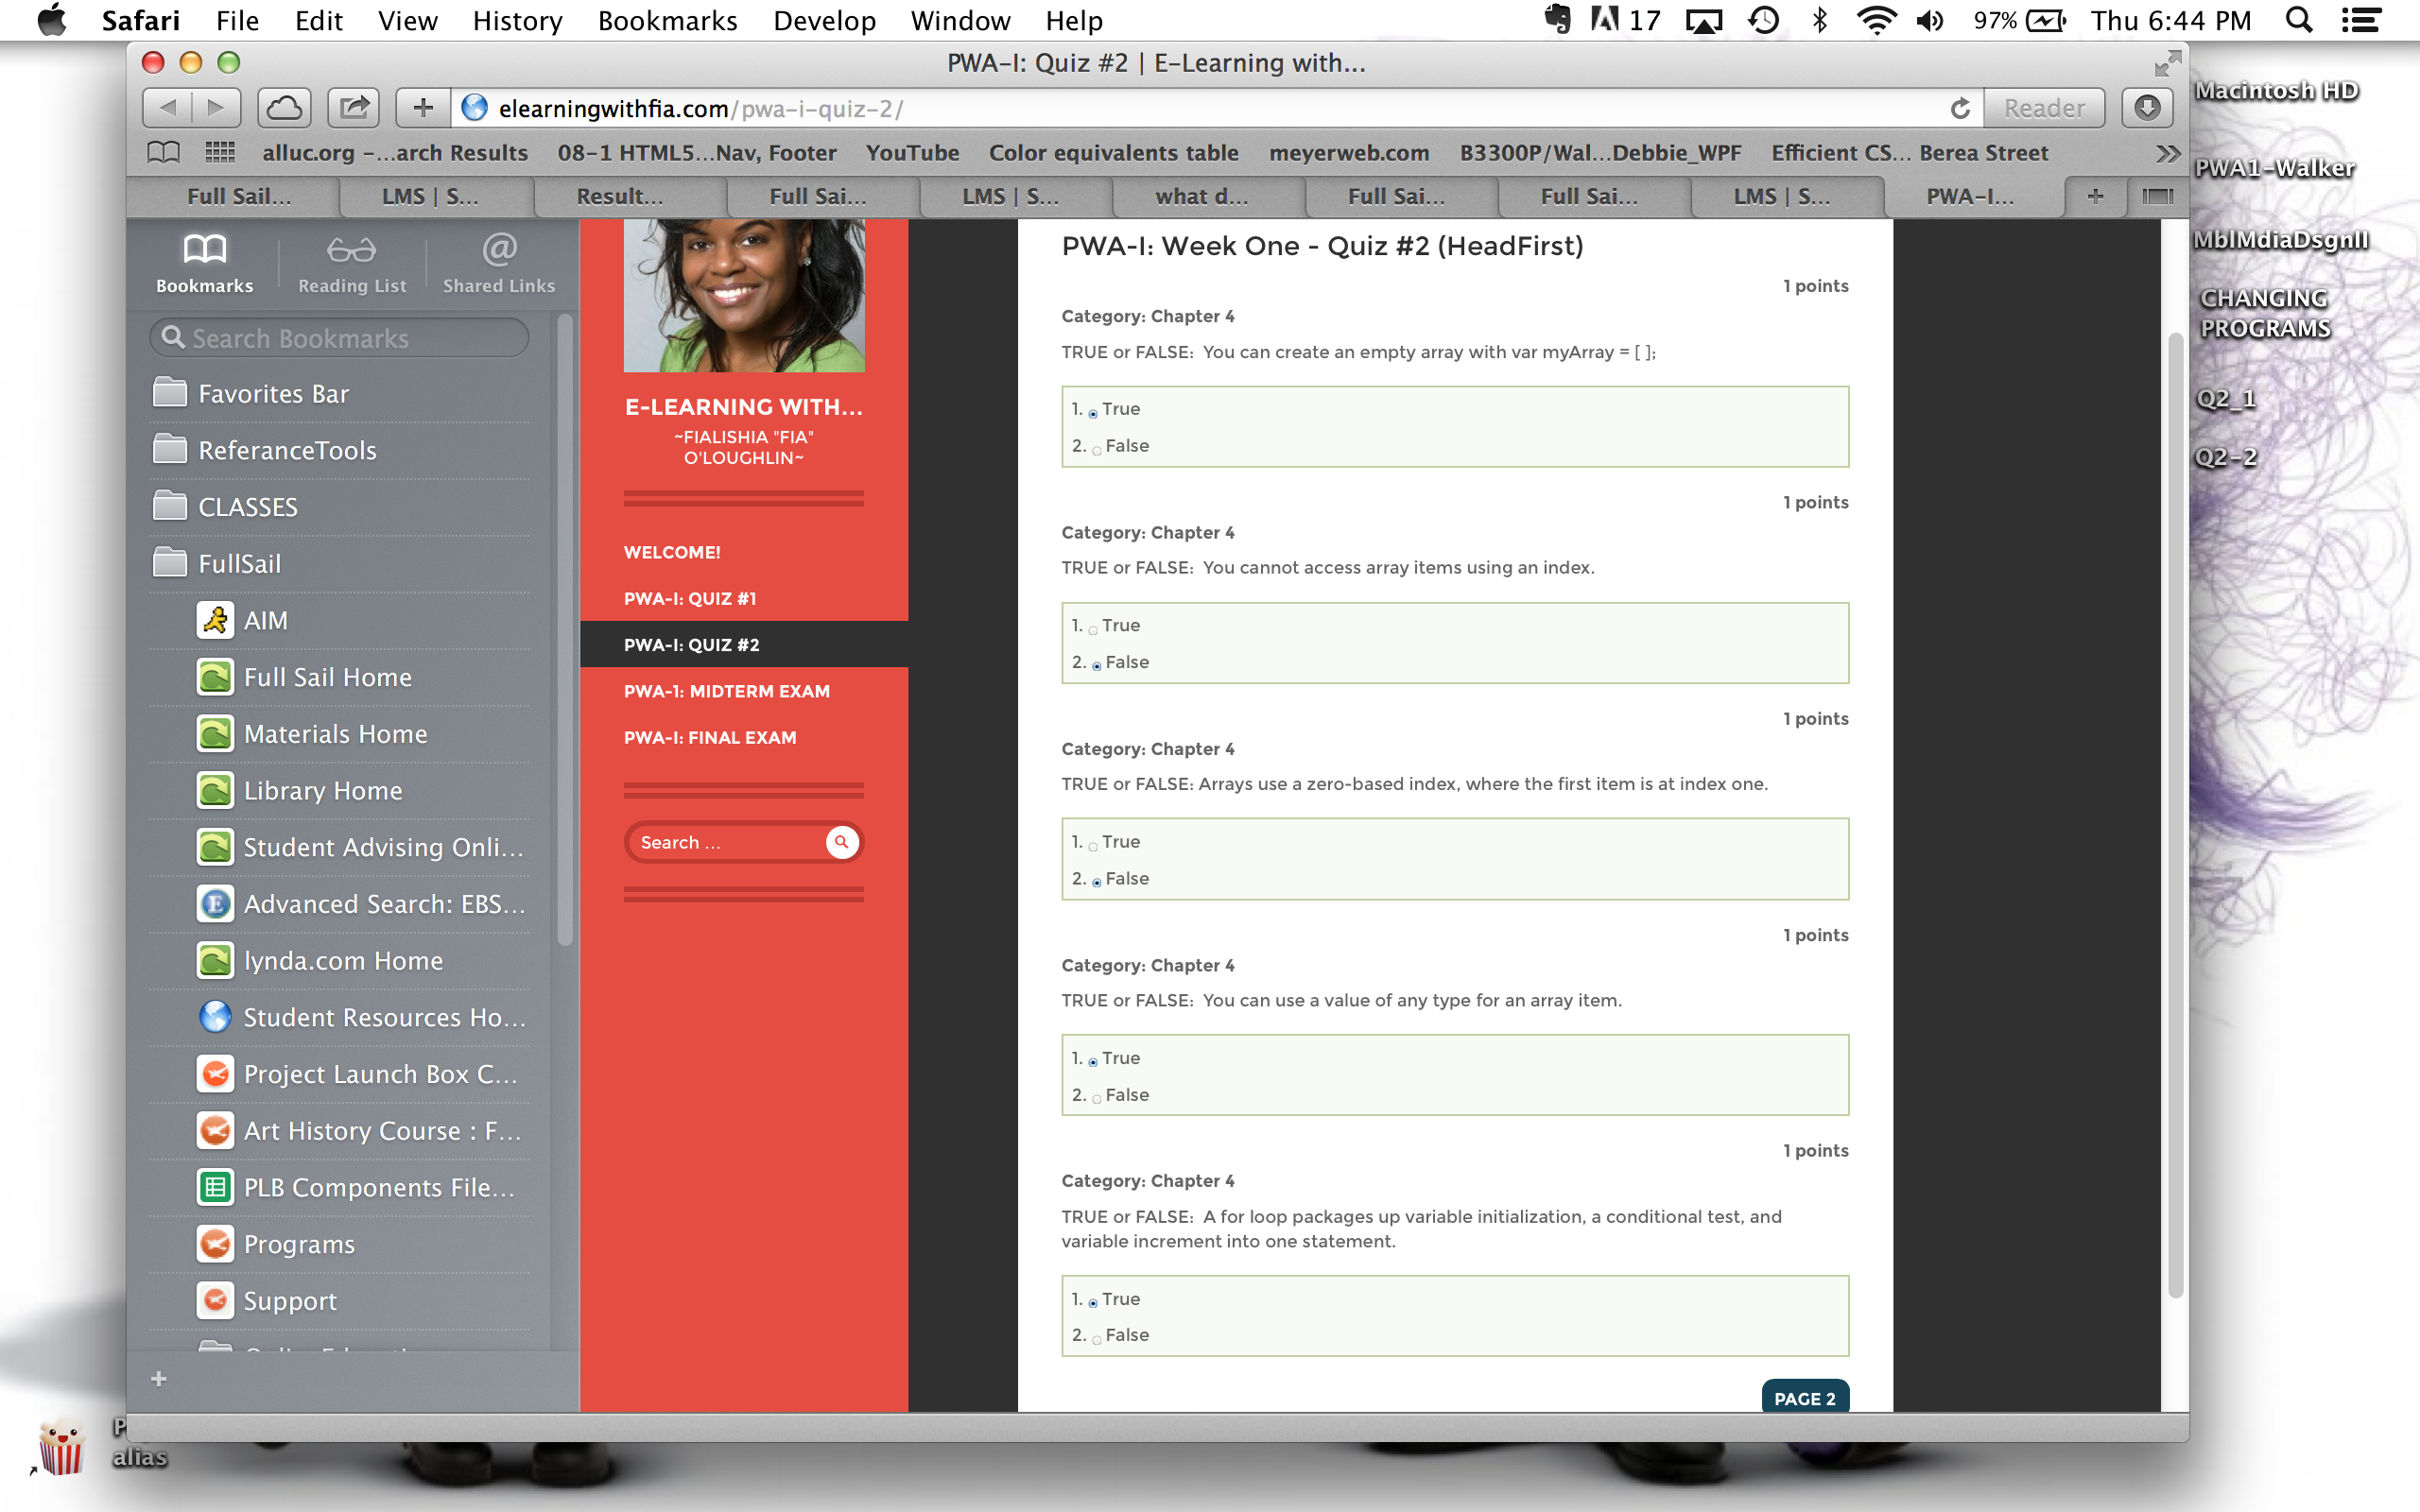 Safari File Edit View History Bookmarks Develop Window Help 17 97% Thu 6:44 PM
PWA-I: Quiz #2 | E-Learning with...
elearningwithfia.com/pwa-i-quiz-2/ Reader
alluc.org -...arch Results 08-1 HTML5...Nav, Footer YouTube Color equivalents table meyerweb.com B3300P/Wal...Debbie_WPF Efficient CS... Berea Street
Full Sail... LMS | S... Result... Full Sai... LMS | S... what d... Full Sai... Full Sai... LMS | S... PWA-I...
Bookmarks Reading List Shared Links
Search Bookmarks
Favorites Bar
ReferanceTools
CLASSES
FullSail
AIM
Full Sail Home
Materials Home
Library Home
Student Advising Onli...
Advanced Search: EBS...
lynda.com Home
Student Resources Ho...
Project Launch Box C...
Art History Course : F...
PLB Components File...
Programs
Support
E-LEARNING WITH...
~FIALISHIA "FIA"
O'LOUGHLIN~
WELCOME!
PWA-I: QUIZ #1
PWA-I: QUIZ #2
PWA-1: MIDTERM EXAM
PWA-I: FINAL EXAM
Search ...
PWA-I: Week One - Quiz #2 (HeadFirst)
1 points
Category: Chapter 4
TRUE or FALSE: You can create an empty array with var myArray = [ ];
1. True
2. False
1 points
Category: Chapter 4
TRUE or FALSE: You cannot access array items using an index.
1. True
2. False
1 points
Category: Chapter 4
TRUE or FALSE: Arrays use a zero-based index, where the first item is at index one.
1. True
2. False
1 points
Category: Chapter 4
TRUE or FALSE: You can use a value of any type for an array item.
1. True
2. False
1 points
Category: Chapter 4
TRUE or FALSE: A for loop packages up variable initialization, a conditional test, and
variable increment into one statement.
1. True
2. False
PAGE 2
Macintosh HD
PWA1-Walker
MblMdiaDsgnII
CHANGING
PROGRAMS
Q2_1
Q2-2
alias